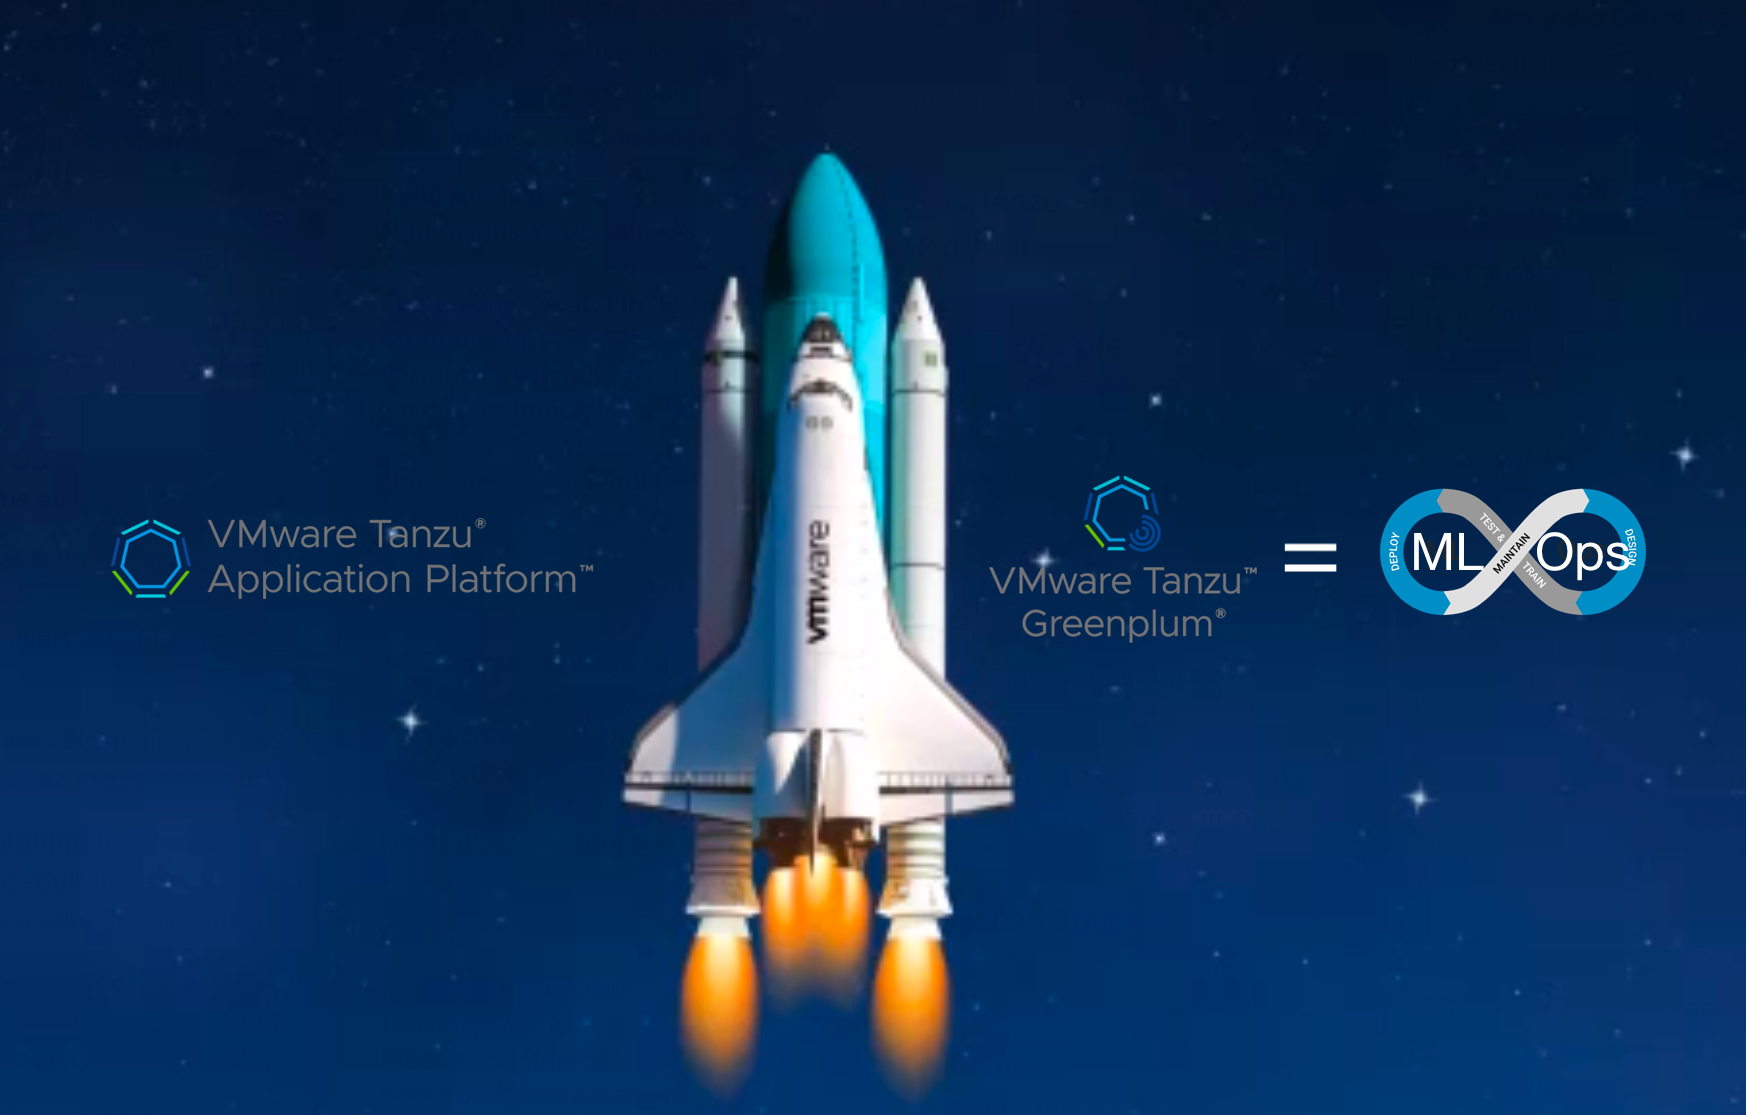 VMware Tanzu®
Application Platform™
vmware
VMware Tanzu™
Greenplum®
=
ML Ops
DEPLOY
TEST &
MAINTAIN
TRAIN
DESIGN